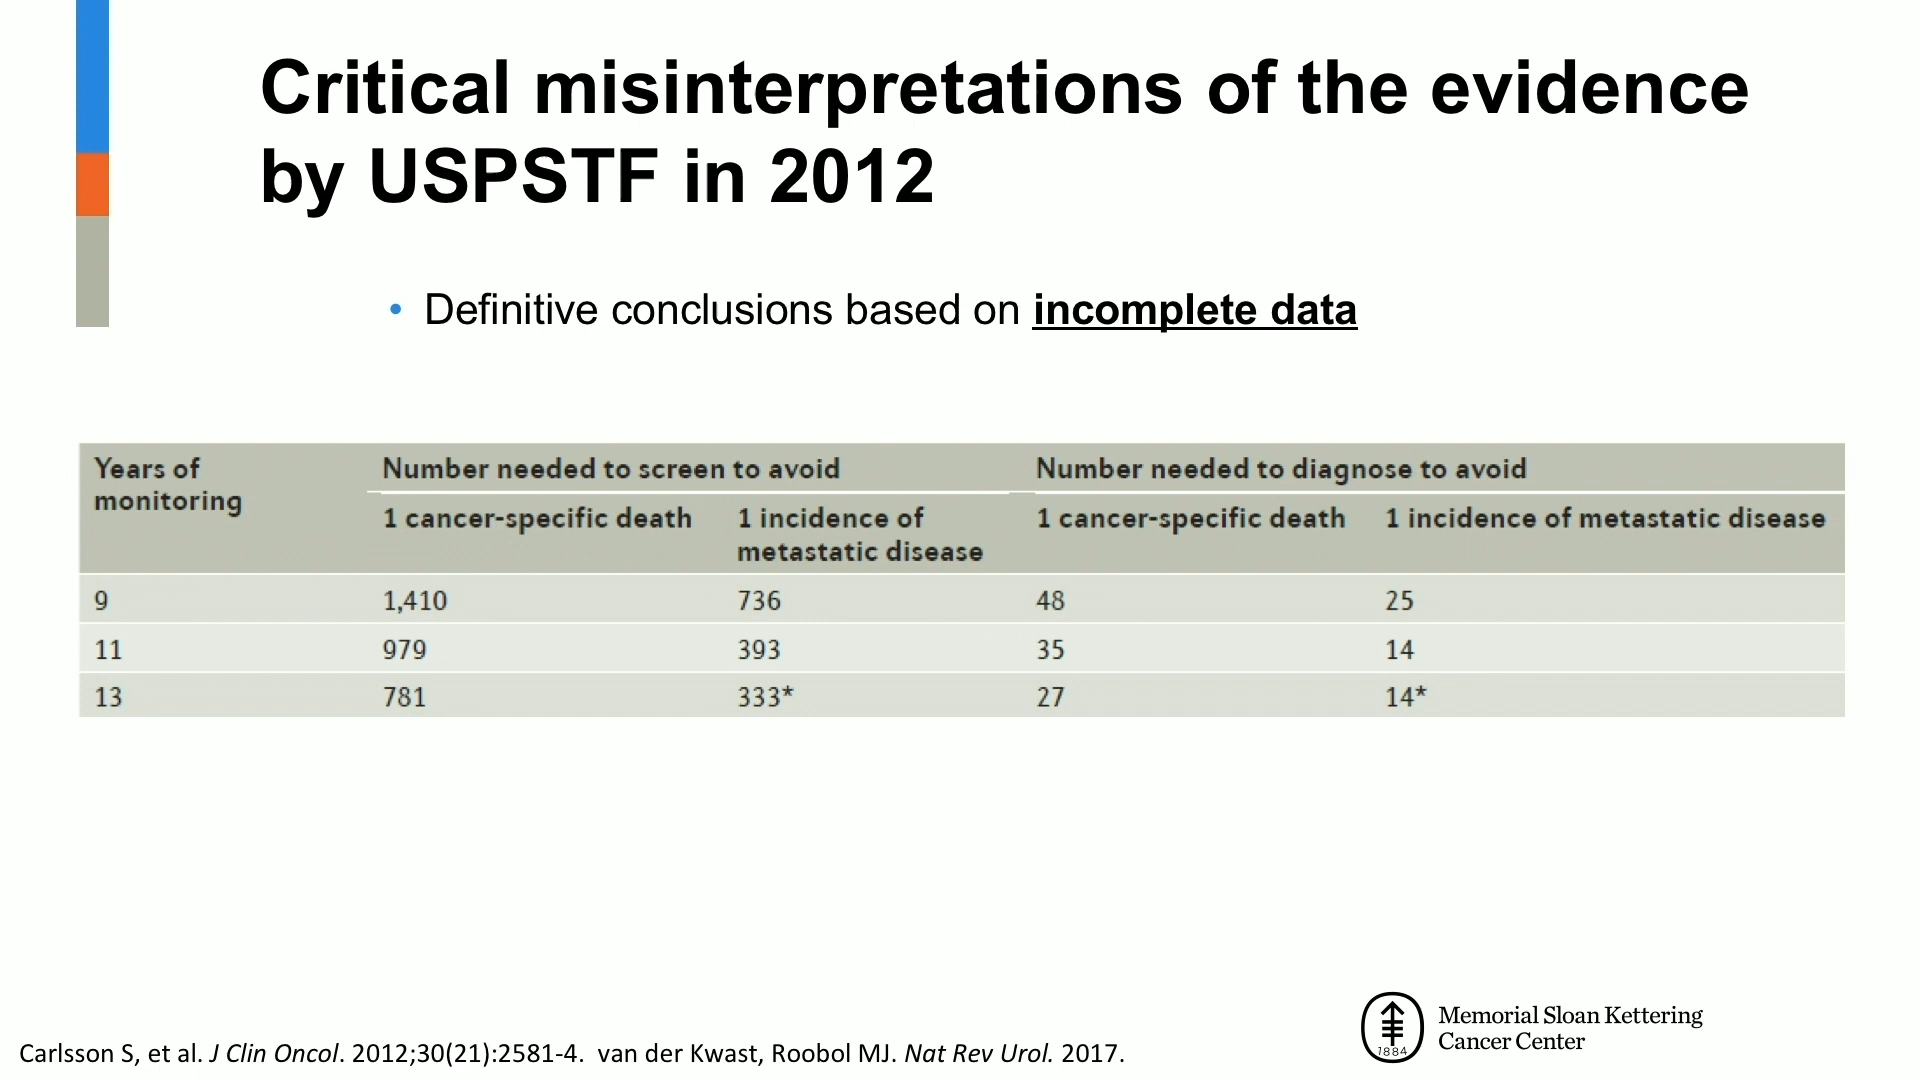 Critical misinterpretations of the evidence
by USPSTF in 2012
• Definitive conclusions based on incomplete data
Years of monitoring
Number needed to screen to avoid
Number needed to diagnose to avoid
1 cancer-specific death
1 incidence of metastatic disease
1 cancer-specific death
1 incidence of metastatic disease
9 1,410 736 48 25
11 979 393 35 14
13 781 333* 27 14*
Carlsson S, et al. J Clin Oncol. 2012;30(21):2581-4. van der Kwast, Roobol MJ. Nat Rev Urol. 2017.
1884
Memorial Sloan Kettering
Cancer Center